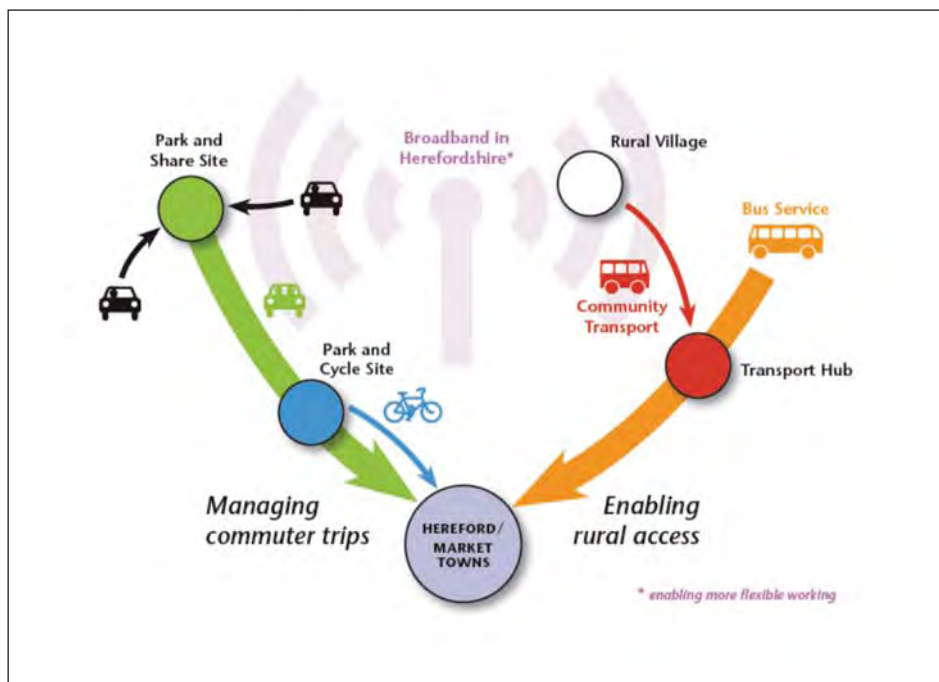 Park and
Share Site
Broadband in
Herefordshire*
Rural Village
Bus Service
Community
Transport
Park and
Cycle Site
Transport Hub
Managing
commuter trips
Enabling
rural access
HEREFORD/
MARKET
TOWNS
* enabling more flexible working